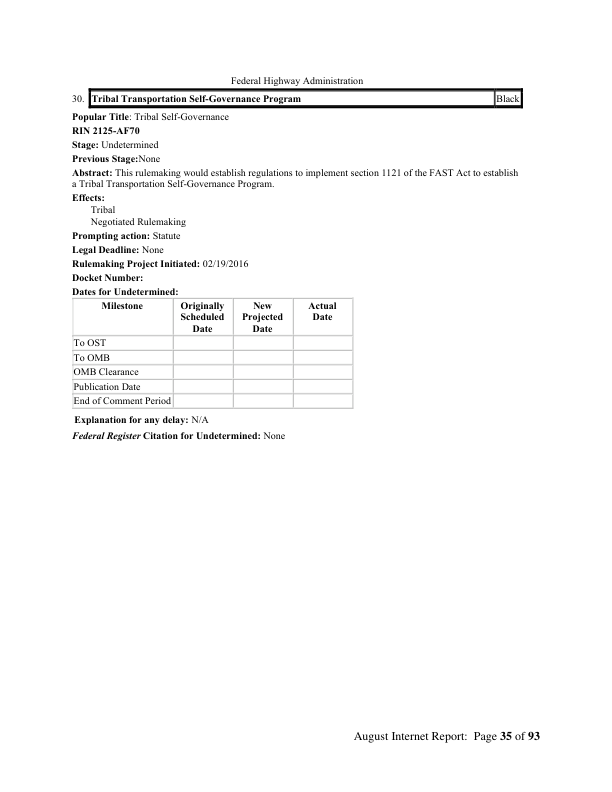 Federal Highway Administration
30. Tribal Transportation Self-Governance Program Black
Popular Title: Tribal Self-Governance
RIN 2125-AF70
Stage: Undetermined
Previous Stage:None
Abstract: This rulemaking would establish regulations to implement section 1121 of the FAST Act to establish
a Tribal Transportation Self-Governance Program.
Effects:
Tribal
Negotiated Rulemaking
Prompting action: Statute
Legal Deadline: None
Rulemaking Project Initiated: 02/19/2016
Docket Number:
Dates for Undetermined:
Milestone Originally New Actual
Scheduled Projected Date
Date Date
To OST
To OMB
OMB Clearance
Publication Date
End of Comment Period
Explanation for any delay: N/A
Federal Register Citation for Undetermined: None
August Internet Report: Page 35 of 93